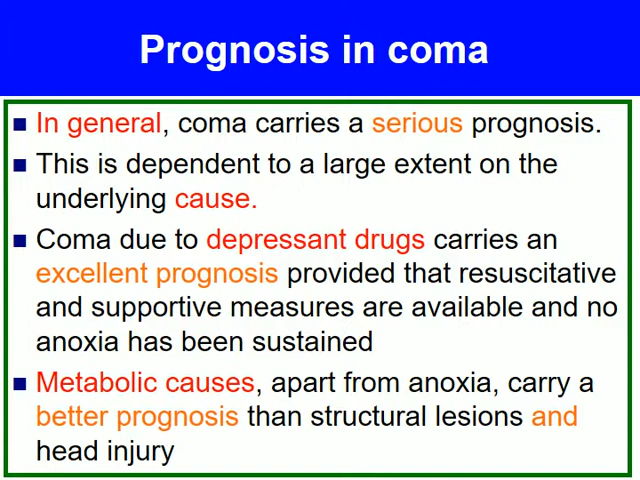 Prognosis in coma
In general, coma carries a serious prognosis.
This is dependent to a large extent on the
underlying cause.
Coma due to depressant drugs carries an
excellent prognosis provided that resuscitative
and supportive measures are available and no
anoxia has been sustained
Metabolic causes, apart from anoxia, carry a
better prognosis than structural lesions and
head injury